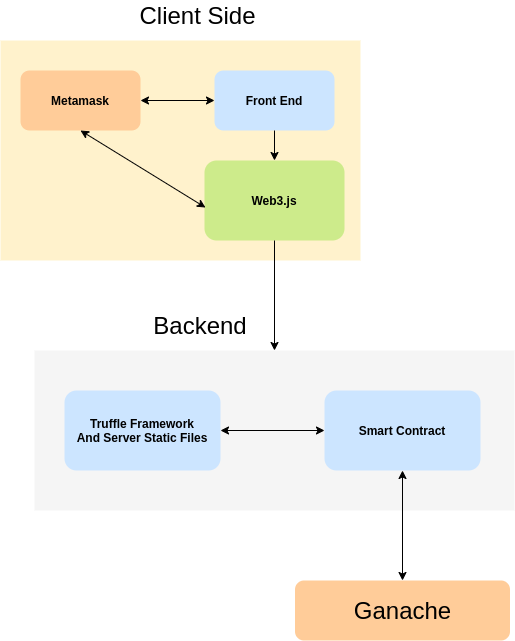 Client Side
Metamask
Front End
Web3.js
Backend
Truffle Framework
And Server Static Files
Smart Contract
Ganache